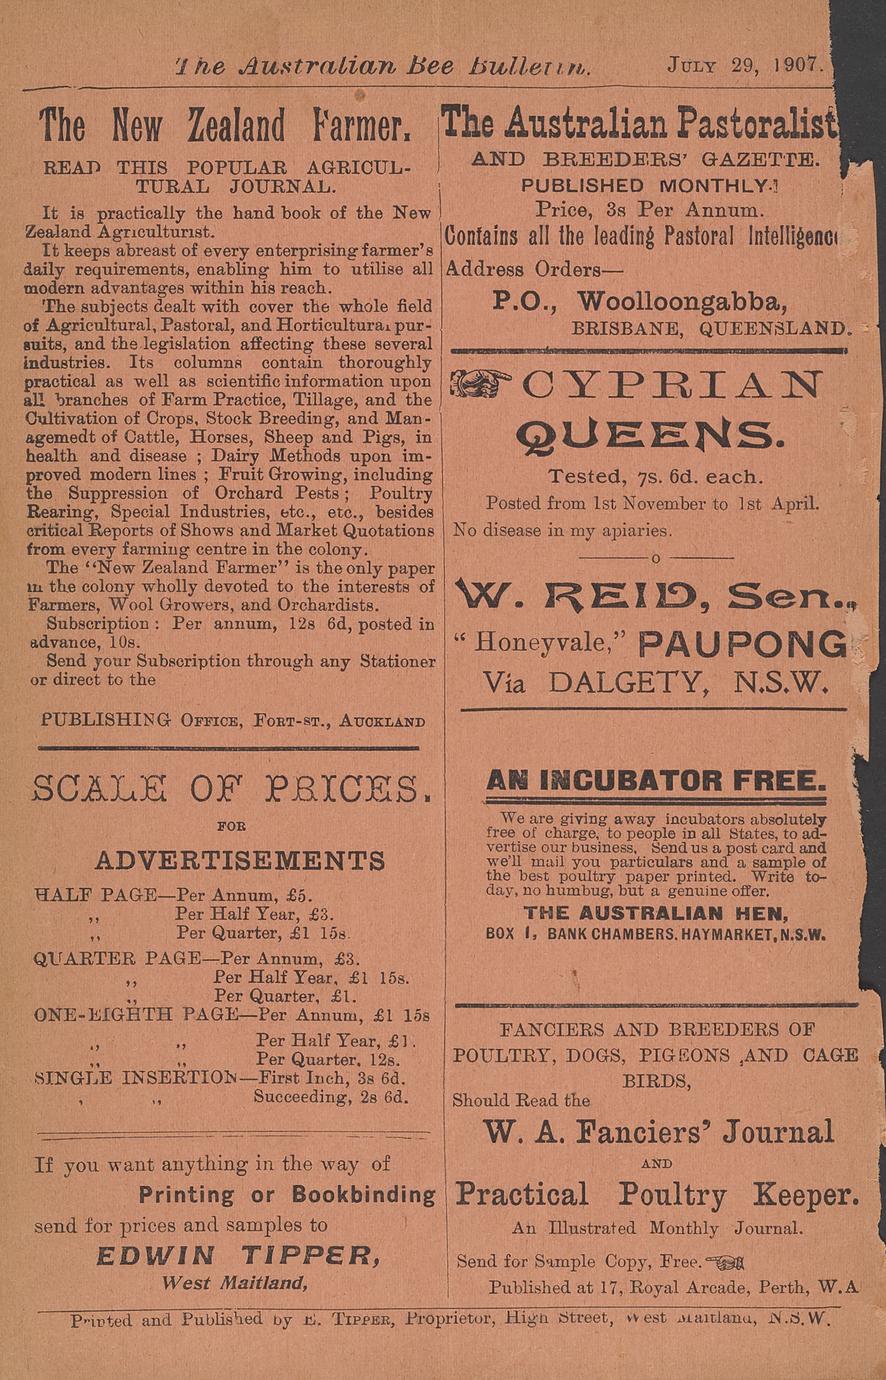 The Australian Bee Bulletin. July 29, 1907.
The New Zealand Farmer.
READ THIS POPULAR AGRICUL-
TURAL JOURNAL.
It is practically the hand book of the New
Zealand Agriculturist.
It keeps abreast of every enterprising farmer's
daily requirements, enabling him to utilise all
modern advantages within his reach.
The subjects dealt with cover the whole field
of Agricultural, Pastoral, and Horticultural pur-
suits, and the legislation affecting these several
industries. Its columns contain thoroughly
practical as well as scientific information upon
all branches of Farm Practice, Tillage, and the
Cultivation of Crops, Stock Breeding, and Man-
agemedt of Cattle, Horses, Sheep and Pigs, in
health and disease ; Dairy Methods upon im-
proved modern lines ; Fruit Growing, including
the Suppression of Orchard Pests ; Poultry
Rearing, Special Industries, etc., etc., besides
critical Reports of Shows and Market Quotations
from every farming centre in the colony.
The "New Zealand Farmer" is the only paper
in the colony wholly devoted to the interests of
Farmers, Wool Growers, and Orchardists.
Subscription : Per annum, 12s 6d, posted in
advance, 10s.
Send your Subscription through any Stationer
or direct to the
PUBLISHING OFFICE, FORT-ST., AUCKLAND
SCALE OF PRICES.
FOR
ADVERTISEMENTS
HALF PAGE—Per Annum, £5.
,, Per Half Year, £3.
,, Per Quarter, £1 15s.
QUARTER PAGE—Per Annum, £3.
,, Per Half Year, £1 15s.
,, Per Quarter, £1.
ONE-EIGHTH PAGE—Per Annum, £1 15s
,, ,, Per Half Year, £1.
,, ,, Per Quarter, 12s.
SINGLE INSERTION—First Inch, 3s 6d.
, ,, Succeeding, 2s 6d.
If you want anything in the way of
Printing or Bookbinding
send for prices and samples to
EDWIN TIPPER,
West Maitland,
The Australian Pastoralist
AND BREEDERS' GAZETTE.
PUBLISHED MONTHLY.
Price, 3s Per Annum.
Contains all the leading Pastoral Intelligence
Address Orders—
P.O., Woolloongabba,
BRISBANE, QUEENSLAND.
CYPRIAN
QUEENS.
Tested, 7s. 6d. each.
Posted from 1st November to 1st April.
No disease in my apiaries.
o
W. REID, Sen.,
"Honeyvale," PAUPONG
Via DALGETY, N.S.W.
AN INCUBATOR FREE.
We are giving away incubators absolutely
free of charge, to people in all States, to ad-
vertise our business. Send us a post card and
we'll mail you particulars and a sample of
the best poultry paper printed. Write to-
day, no humbug, but a genuine offer.
THE AUSTRALIAN HEN,
BOX 1, BANK CHAMBERS, HAYMARKET, N.S.W.
FANCIERS AND BREEDERS OF
POULTRY, DOGS, PIGEONS ,AND CAGE
BIRDS,
Should Read the
W. A. Fanciers' Journal
AND
Practical Poultry Keeper.
An Illustrated Monthly Journal.
Send for Sample Copy, Free.
Published at 17, Royal Arcade, Perth, W.A
Printed and Published by E. TIPPER, Proprietor, High Street, West Maitland, N.S.W.